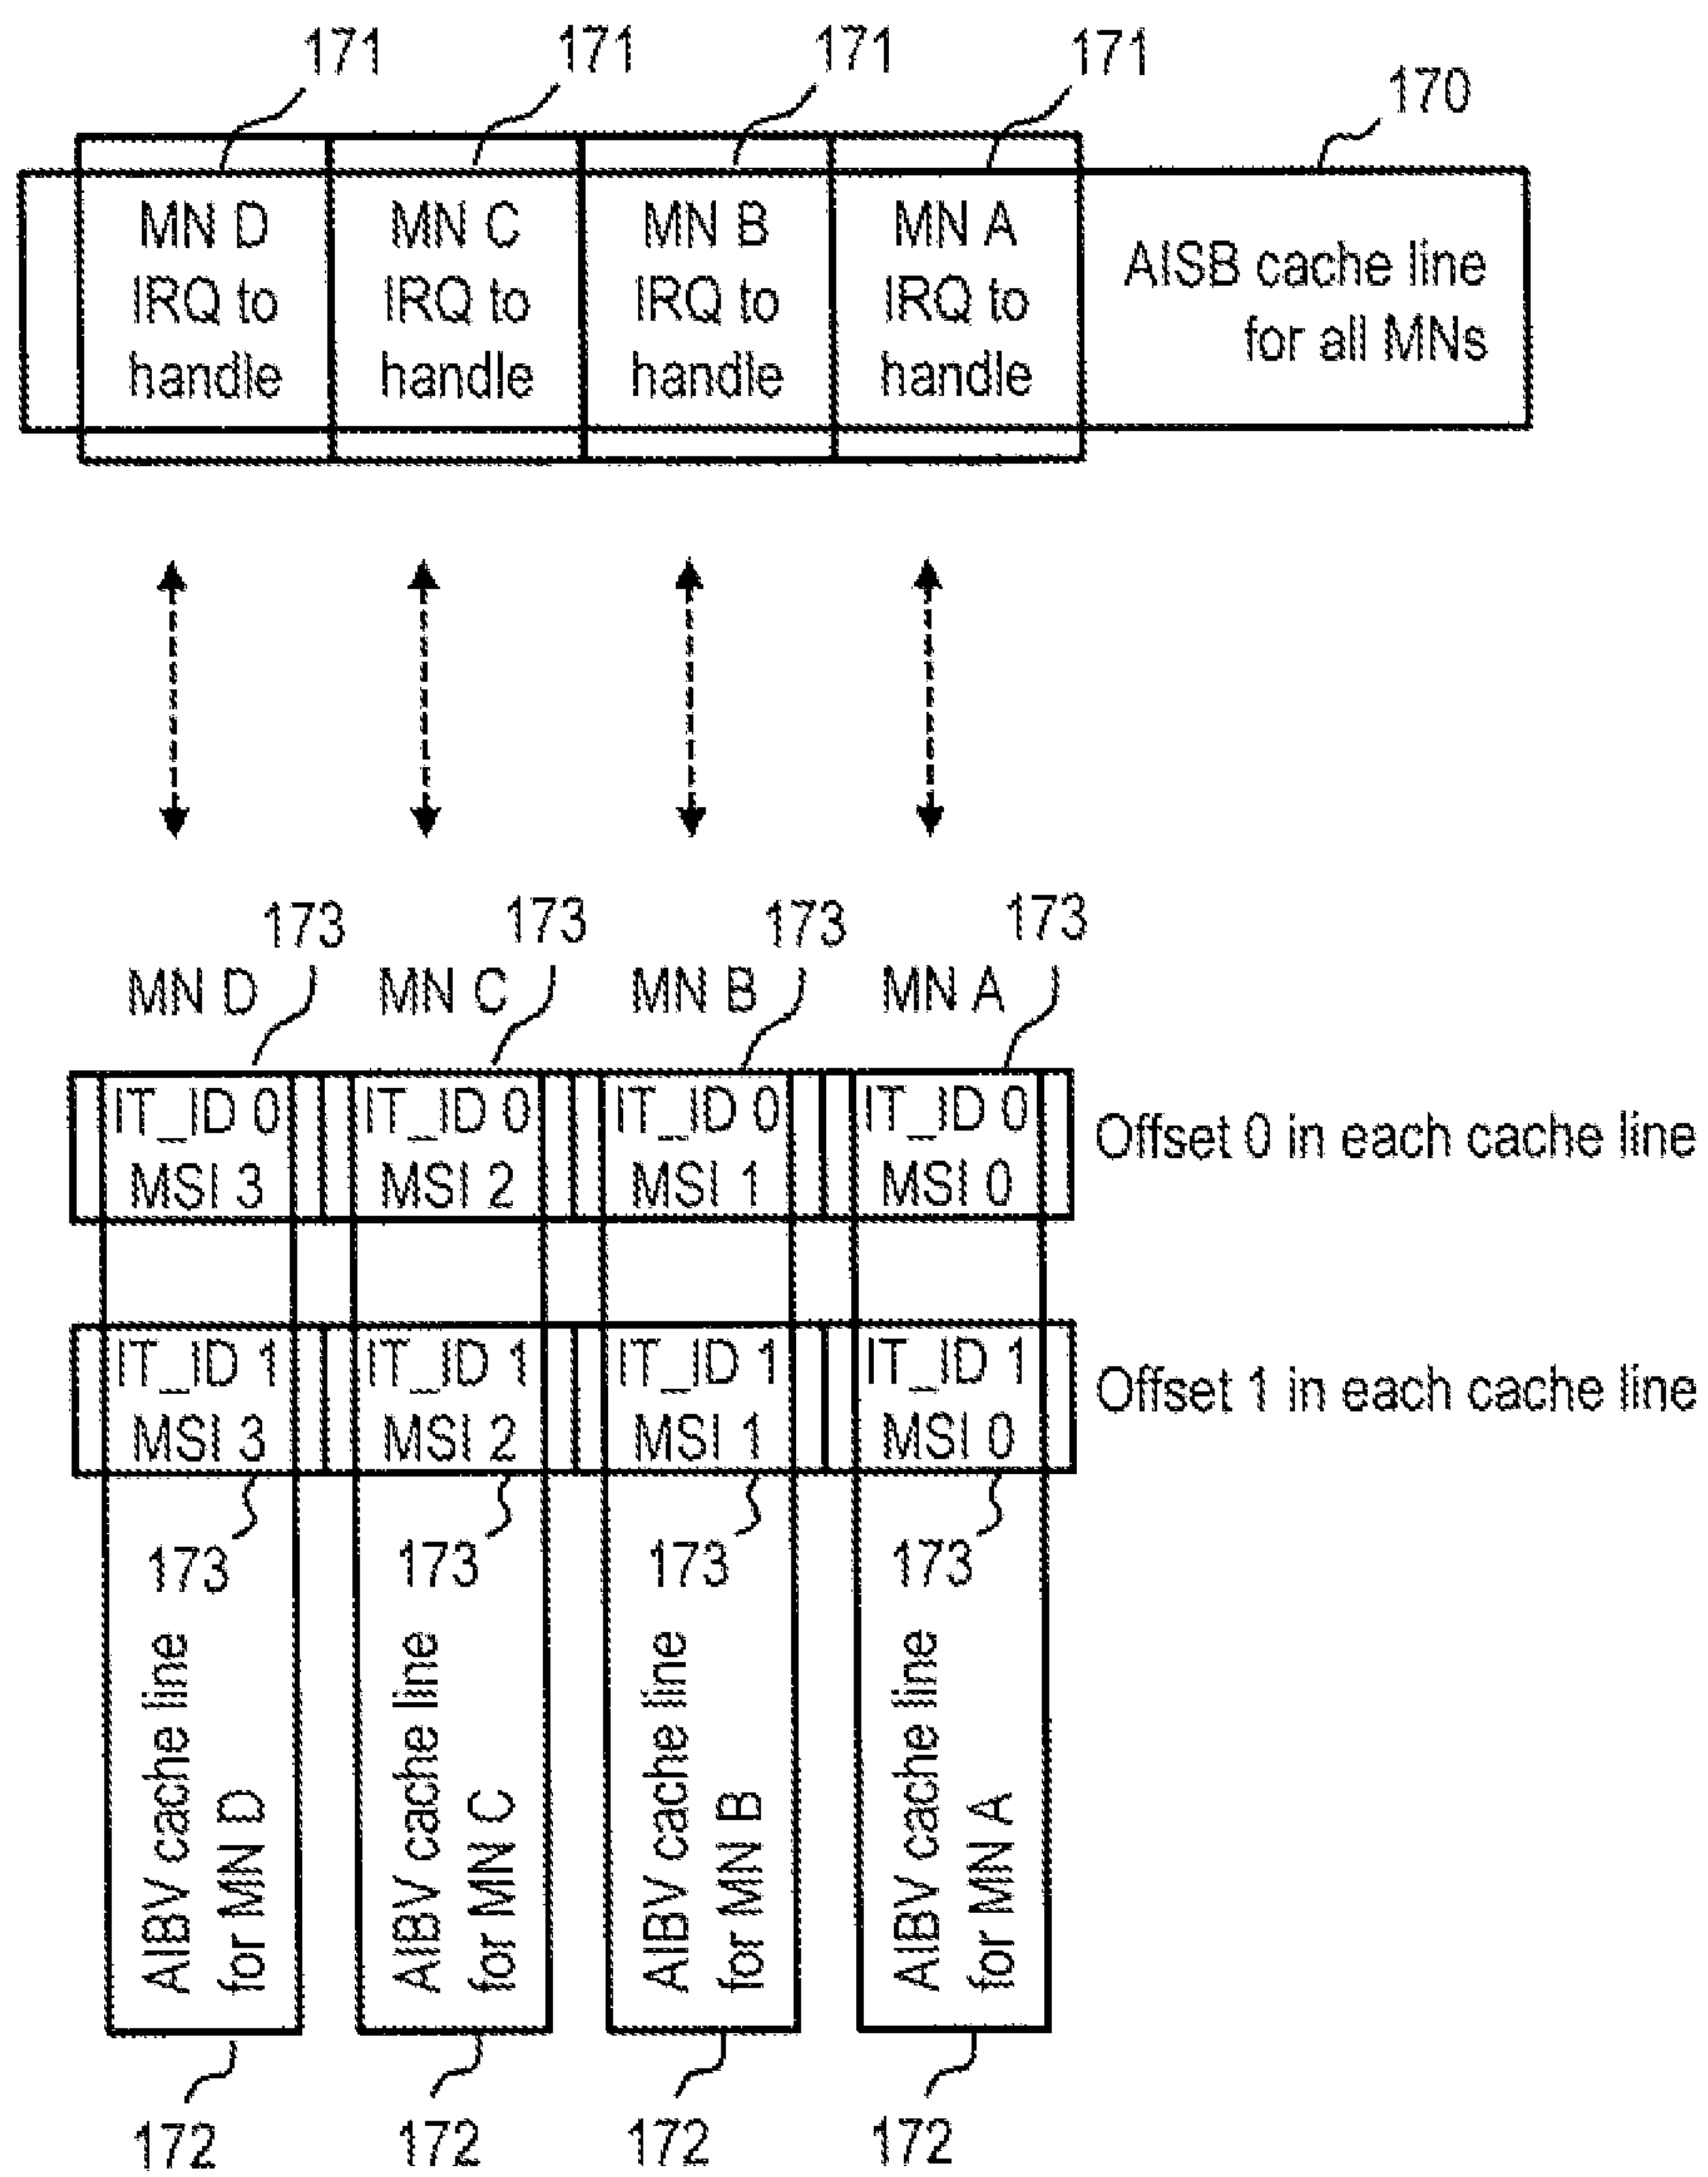 171 171 171 171 170
MN D MN C MN B MN A
IRQ to IRQ to IRQ to IRQ to
handle handle handle handle
AISB cache line
for all MNs
173 173 173 173
MN D MN C MN B MN A
IT_ID 0 IT_ID 0 IT_ID 0 IT_ID 0
MSI 3 MSI 2 MSI 1 MSI 0
Offset 0 in each cache line
IT_ID 1 IT_ID 1 IT_ID 1 IT_ID 1
MSI 3 MSI 2 MSI 1 MSI 0
Offset 1 in each cache line
173 173 173 173
AIBV cache line
for MN D
AIBV cache line
for MN C
AIBV cache line
for MN B
AIBV cache line
for MN A
172 172 172 172